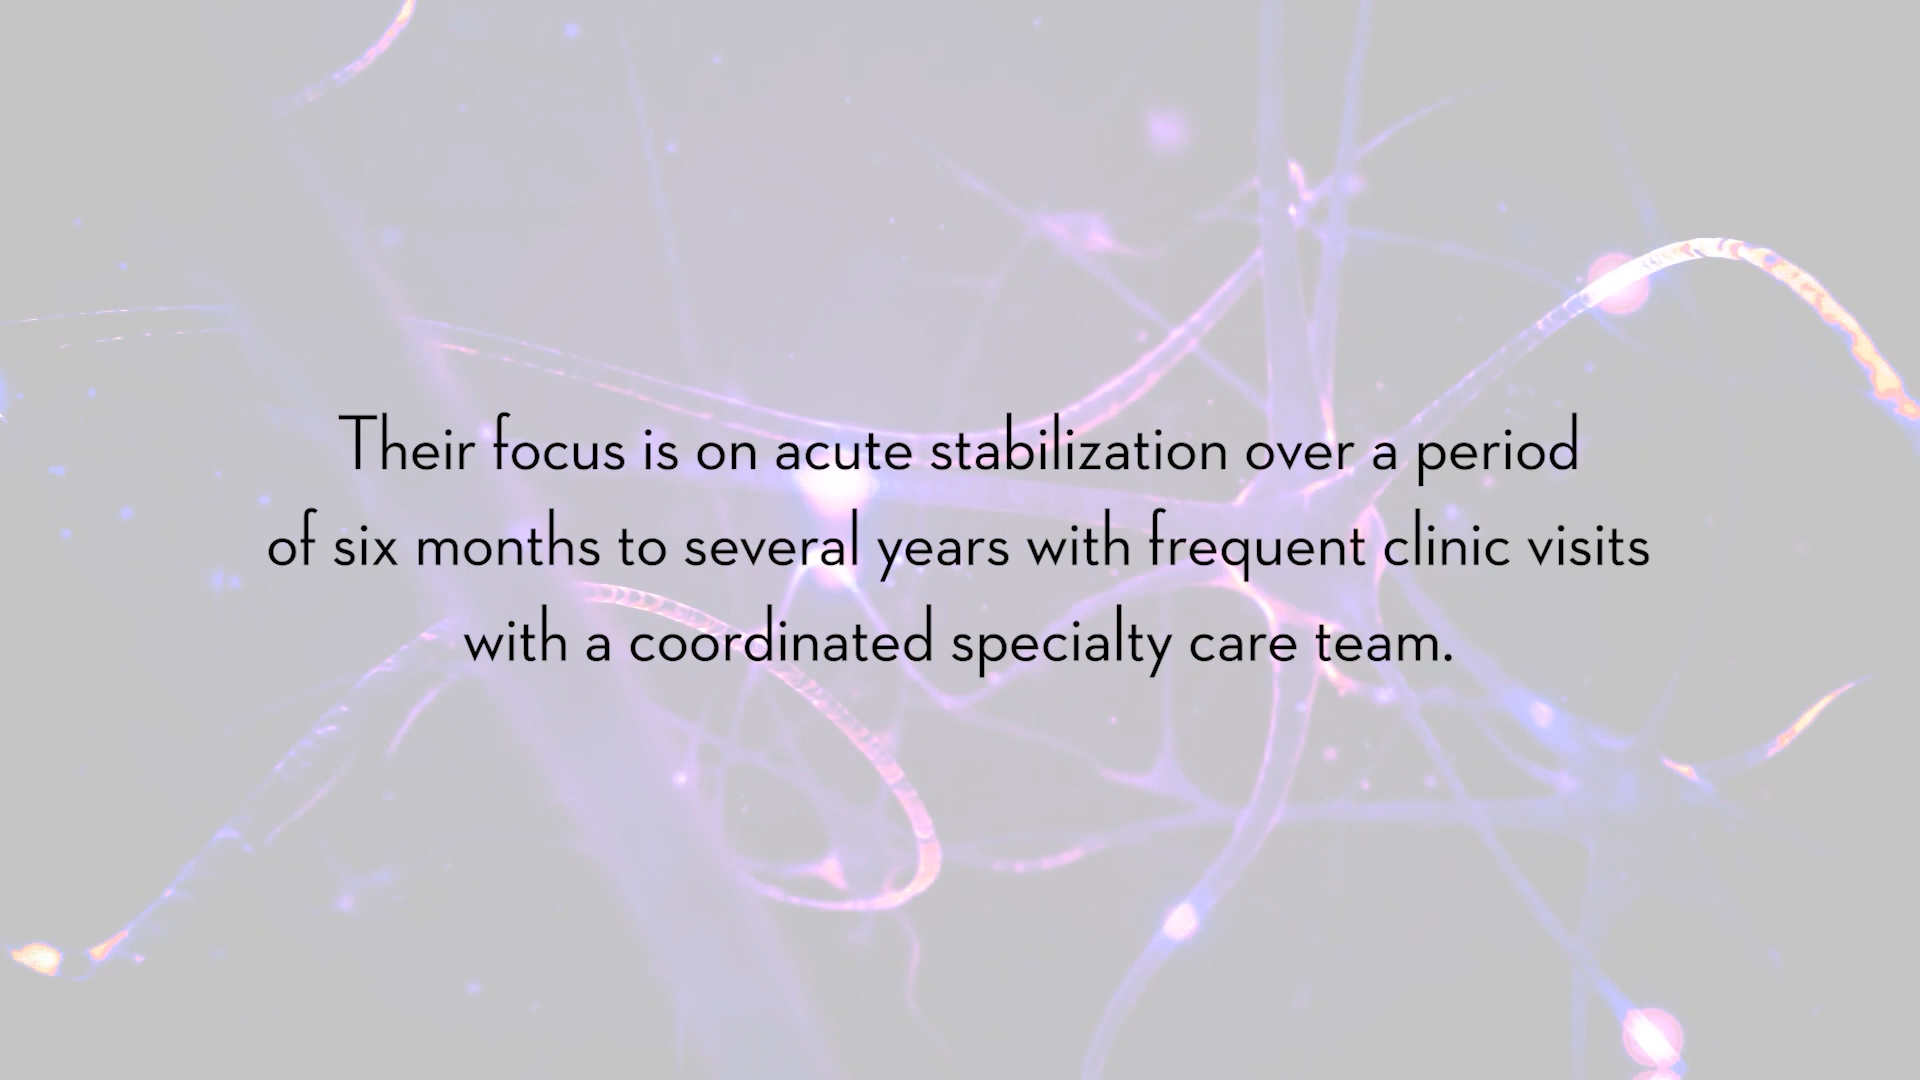 Their focus is on acute stabilization over a period
of six months to several years with frequent clinic visits
with a coordinated specialty care team.